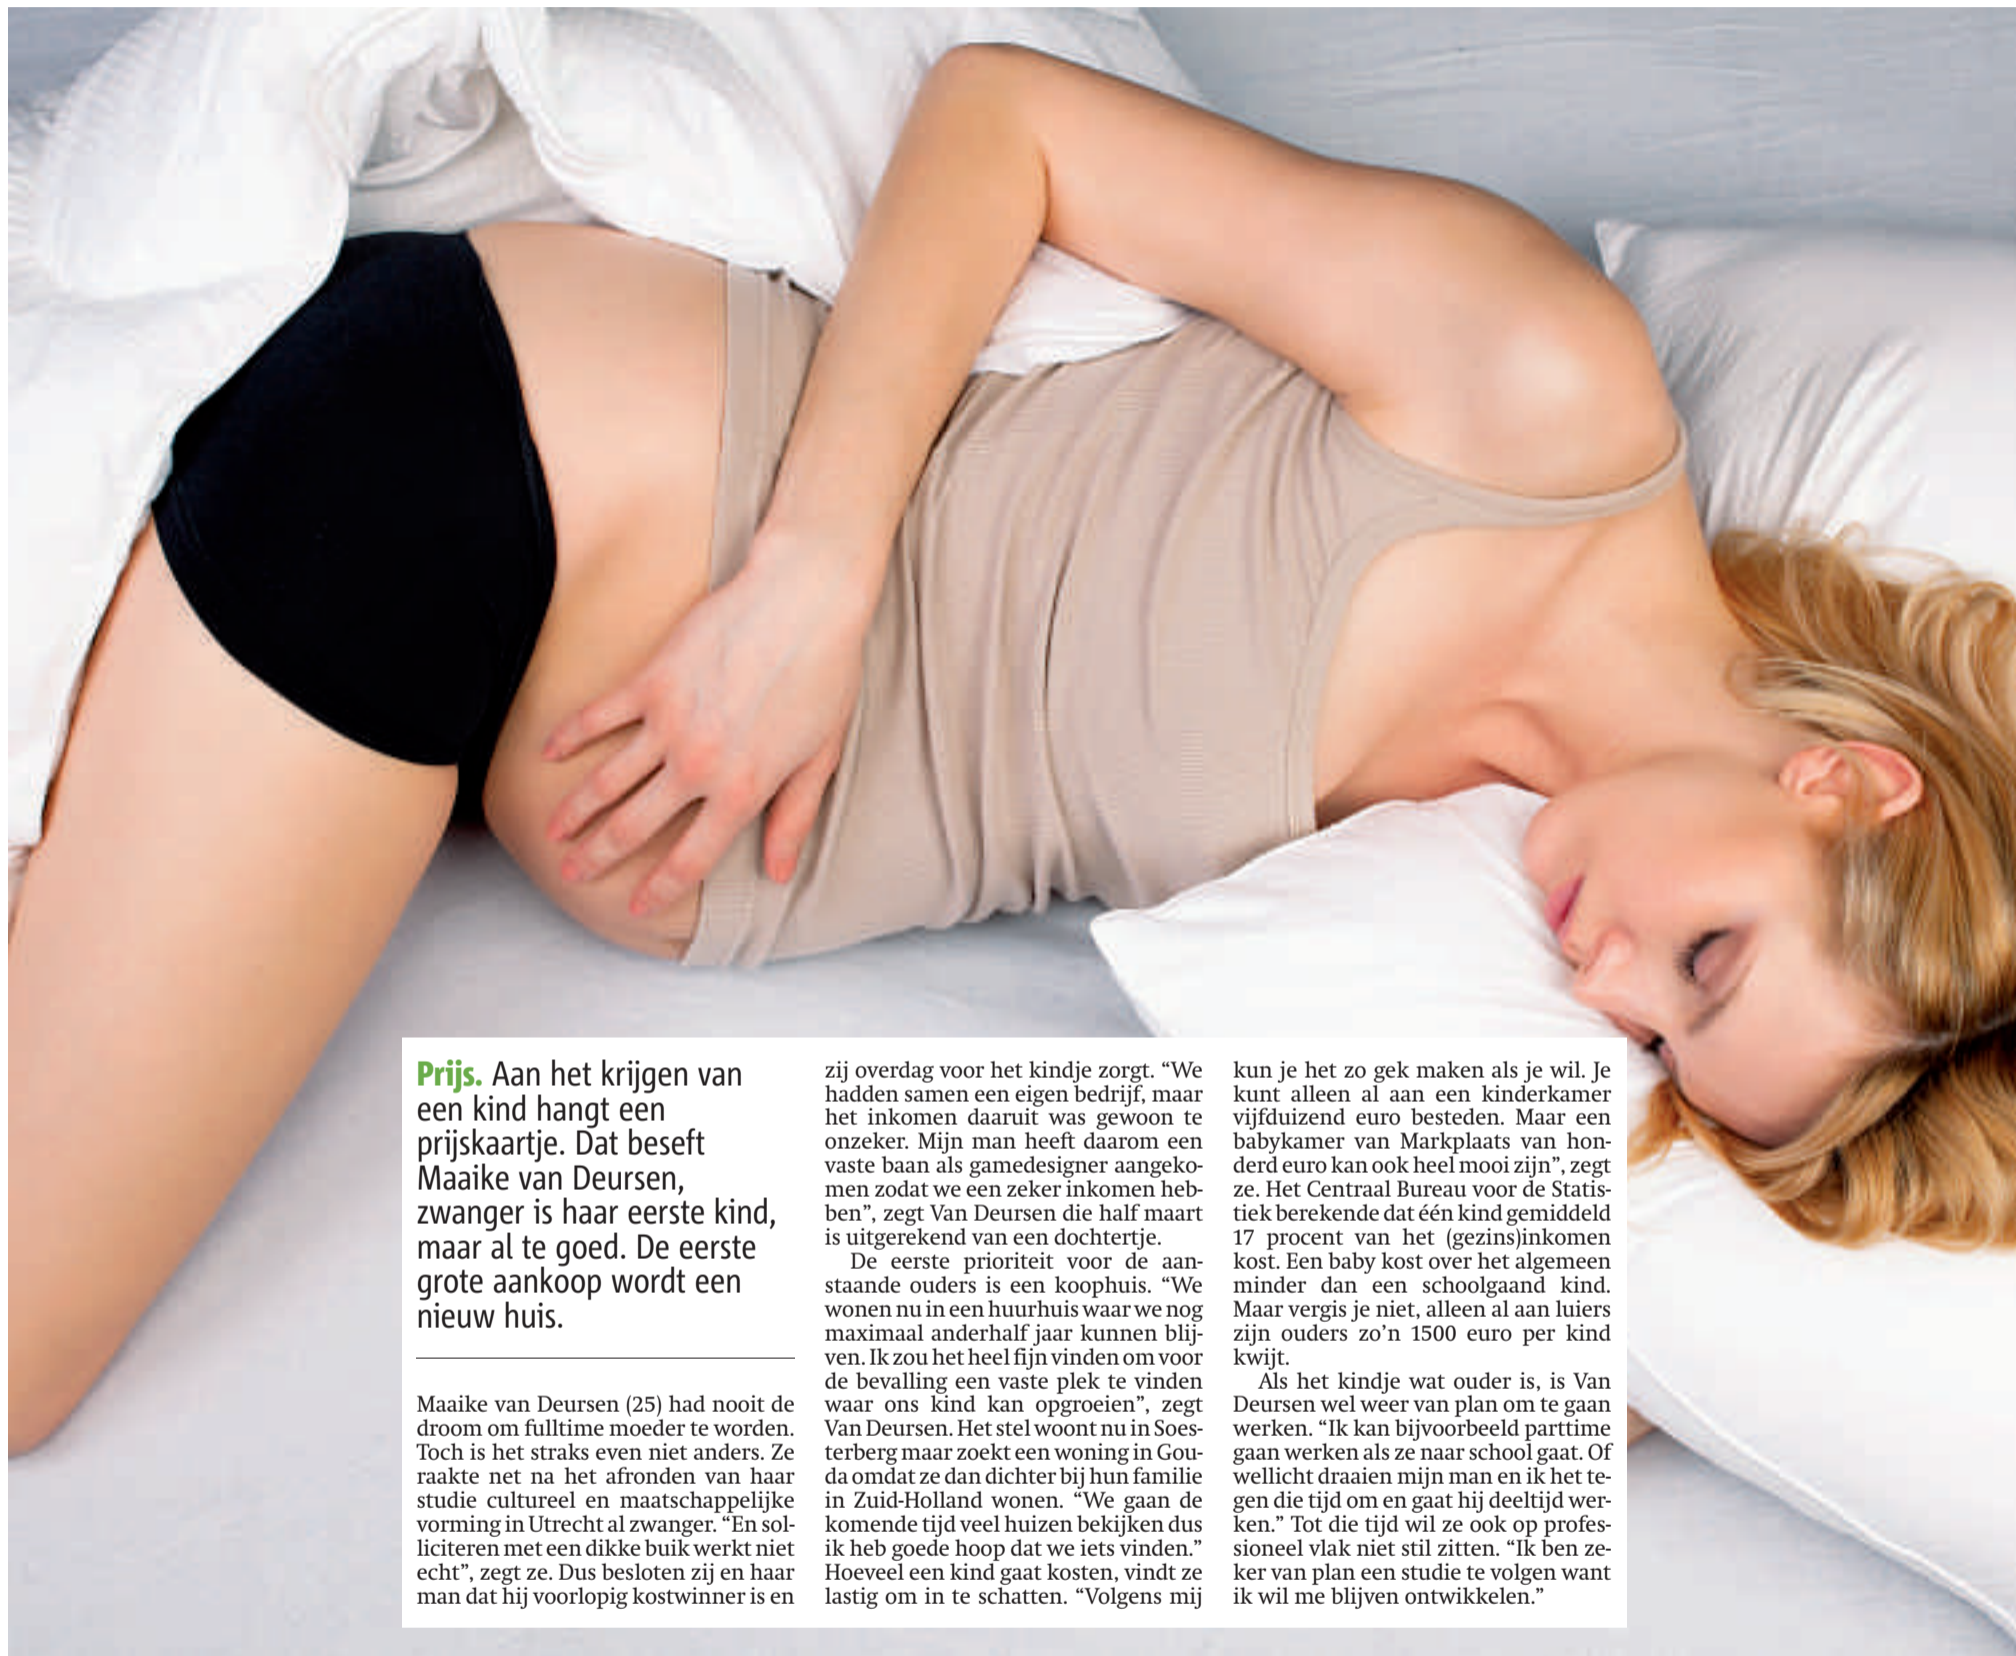 Prijs. Aan het krijgen van
een kind hangt een
prijskaartje. Dat beseft
Maaike van Deursen,
zwanger is haar eerste kind,
maar al te goed. De eerste
grote aankoop wordt een
nieuw huis.
Maaike van Deursen (25) had nooit de
droom om fulltime moeder te worden.
Toch is het straks even niet anders. Ze
raakte net na het afronden van haar
studie cultureel en maatschappelijke
vorming in Utrecht al zwanger. “En sol-
liciteren met een dikke buik werkt niet
echt”, zegt ze. Dus besloten zij en haar
man dat hij voorlopig kostwinner is en
zij overdag voor het kindje zorgt. “We
hadden samen een eigen bedrijf, maar
het inkomen daaruit was gewoon te
onzeker. Mijn man heeft daarom een
vaste baan als gamedesigner aangeko-
men zodat we een zeker inkomen heb-
ben”, zegt Van Deursen die half maart
is uitgerekend van een dochtertje.
De eerste prioriteit voor de aan-
staande ouders is een koophuis. “We
wonen nu in een huurhuis waar we nog
maximaal anderhalf jaar kunnen blij-
ven. Ik zou het heel fijn vinden om voor
de bevalling een vaste plek te vinden
waar ons kind kan opgroeien”, zegt
Van Deursen. Het stel woont nu in Soes-
terberg maar zoekt een woning in Gou-
da omdat ze dan dichter bij hun familie
in Zuid-Holland wonen. “We gaan de
komende tijd veel huizen bekijken dus
ik heb goede hoop dat we iets vinden.”
Hoeveel een kind gaat kosten, vindt ze
lastig om in te schatten. “Volgens mij
kun je het zo gek maken als je wil. Je
kunt alleen al aan een kinderkamer
vijfduizend euro besteden. Maar een
babykamer van Markplaats van hon-
derd euro kan ook heel mooi zijn”, zegt
ze. Het Centraal Bureau voor de Statis-
tiek berekende dat één kind gemiddeld
17 procent van het (gezins)inkomen
kost. Een baby kost over het algemeen
minder dan een schoolgaand kind.
Maar vergis je niet, alleen al aan luiers
zijn ouders zo’n 1500 euro per kind
kwijt.
Als het kindje wat ouder is, is Van
Deursen wel weer van plan om te gaan
werken. “Ik kan bijvoorbeeld parttime
gaan werken als ze naar school gaat. Of
wellicht draaien mijn man en ik het te-
gen die tijd om en gaat hij deeltijd wer-
ken.” Tot die tijd wil ze ook op profes-
sioneel vlak niet stil zitten. “Ik ben ze-
ker van plan een studie te volgen want
ik wil me blijven ontwikkelen.”